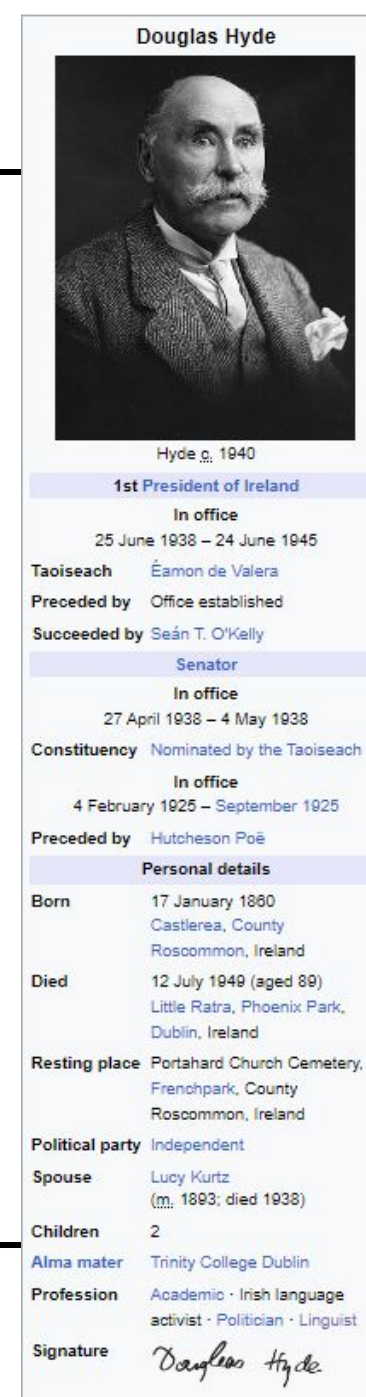 Douglas Hyde
Hyde c. 1940
1st President of Ireland
In office
25 June 1938 – 24 June 1945
Taoiseach Éamon de Valera
Preceded by Office established
Succeeded by Seán T. O'Kelly
Senator
In office
27 April 1938 – 4 May 1938
Constituency Nominated by the Taoiseach
In office
4 February 1925 – September 1925
Preceded by Hutcheson Poë
Personal details
Born 17 January 1860
Castlerea, County
Roscommon, Ireland
Died 12 July 1949 (aged 89)
Little Ratra, Phoenix Park,
Dublin, Ireland
Resting place Portahard Church Cemetery,
Frenchpark, County
Roscommon, Ireland
Political party Independent
Spouse Lucy Kurtz
(m. 1893; died 1938)
Children 2
Alma mater Trinity College Dublin
Profession Academic · Irish language
activist · Politician · Linguist
Signature Douglas Hyde